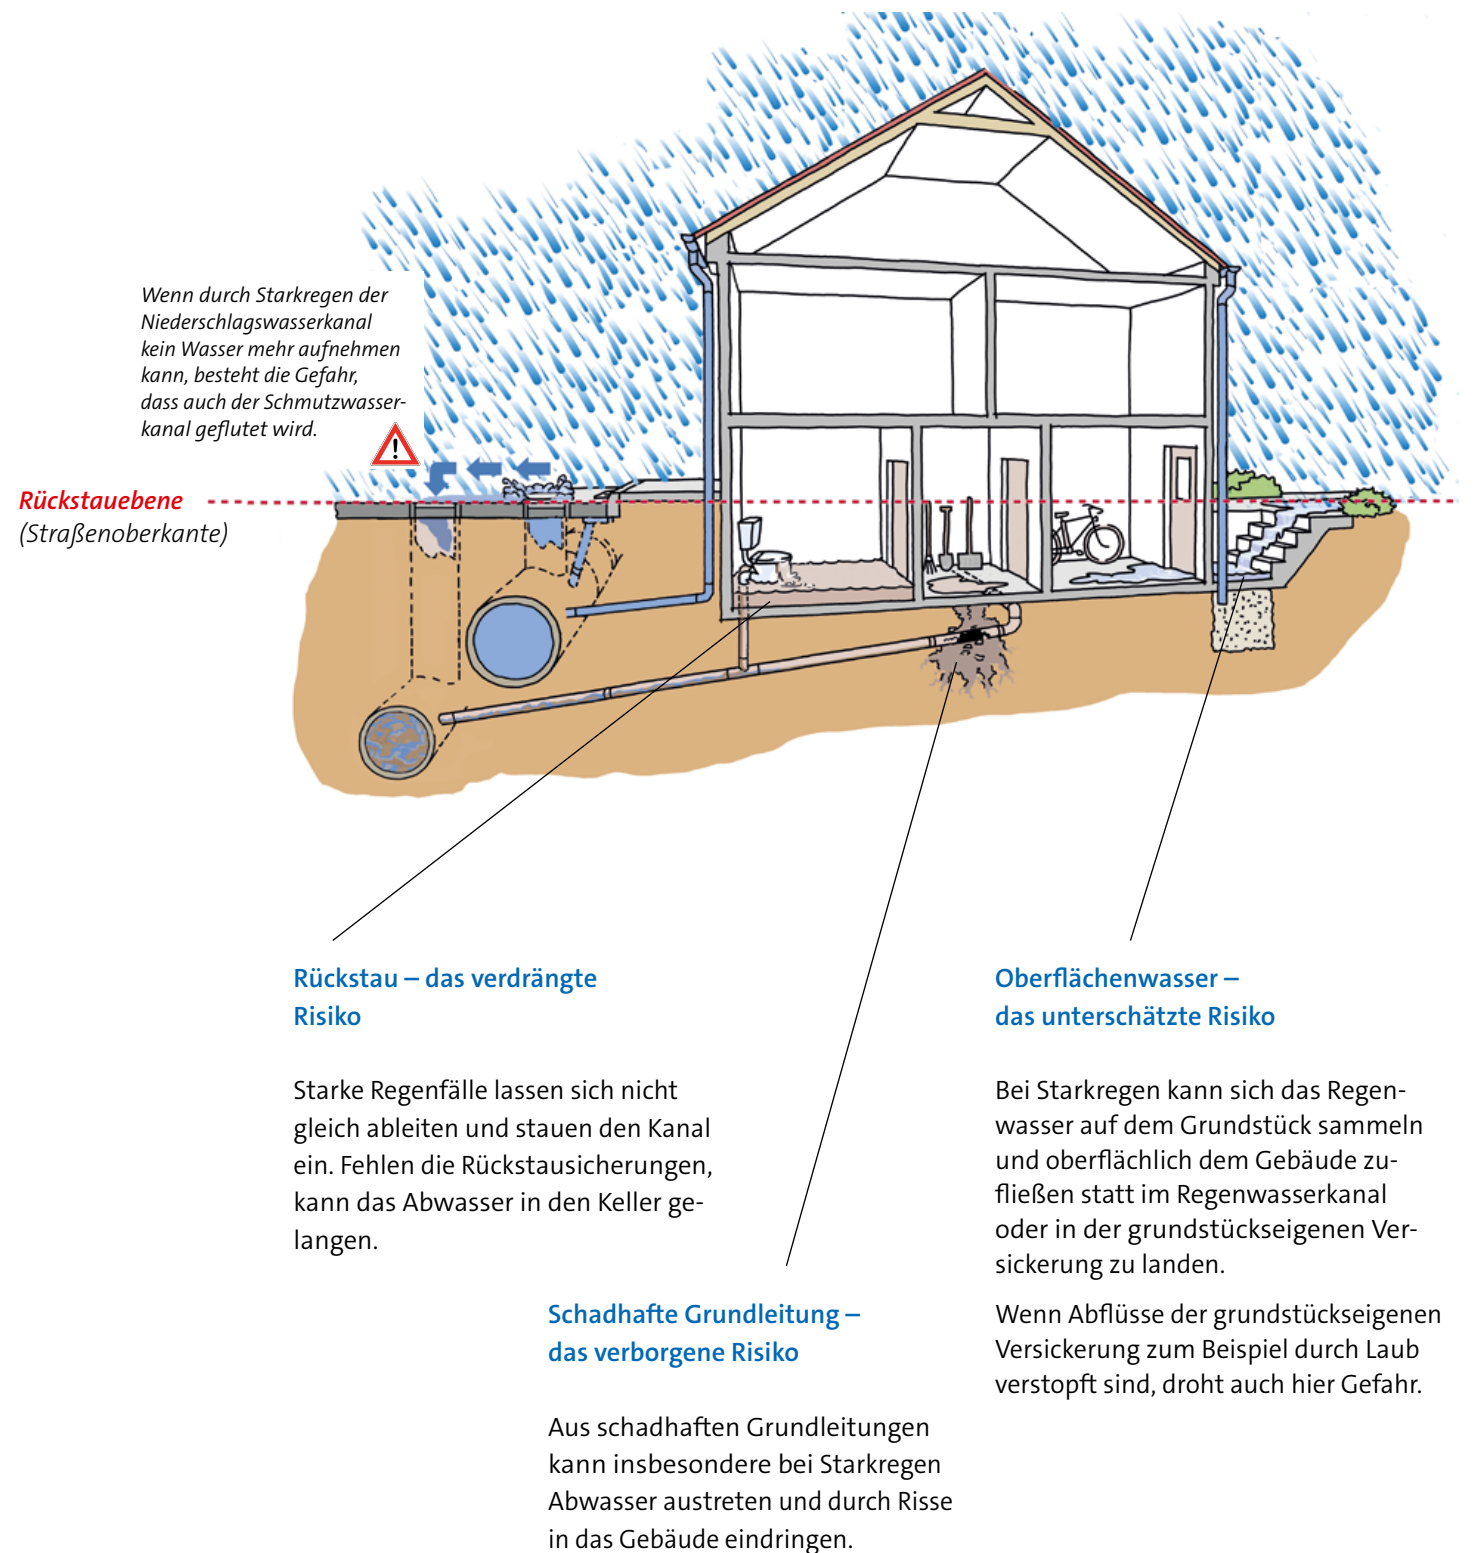 Wenn durch Starkregen der
Niederschlagswasserkanal
kein Wasser mehr aufnehmen
kann, besteht die Gefahr,
dass auch der Schmutzwasser-
kanal geflutet wird.
Rückstauebene
(Straßenoberkante)
Rückstau – das verdrängte
Risiko
Starke Regenfälle lassen sich nicht
gleich ableiten und stauen den Kanal
ein. Fehlen die Rückstausicherungen,
kann das Abwasser in den Keller ge-
langen.
Schadhafte Grundleitung –
das verborgene Risiko
Aus schadhaften Grundleitungen
kann insbesondere bei Starkregen
Abwasser austreten und durch Risse
in das Gebäude eindringen.
Oberflächenwasser –
das unterschätzte Risiko
Bei Starkregen kann sich das Regen-
wasser auf dem Grundstück sammeln
und oberflächlich dem Gebäude zu-
fließen statt im Regenwasserkanal
oder in der grundstückseigenen Ver-
sickerung zu landen.
Wenn Abflüsse der grundstückseigenen
Versickerung zum Beispiel durch Laub
verstopft sind, droht auch hier Gefahr.